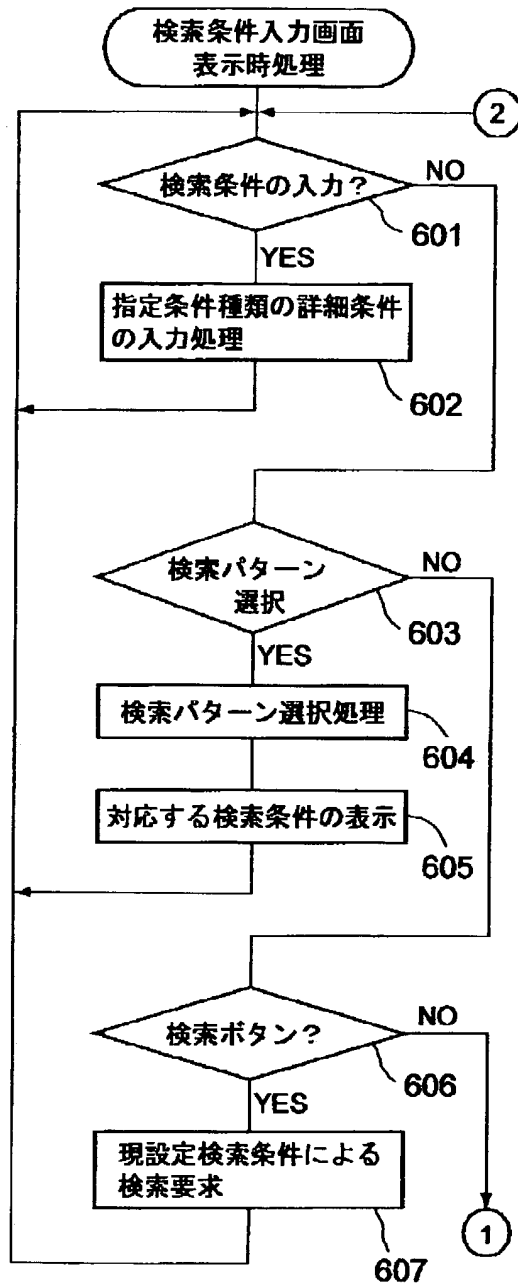 検索条件入力画面
表示時処理
2
検索条件の入力？
NO
601
YES
指定条件種類の詳細条件
の入力処理
602
検索パターン
選択
NO
603
YES
検索パターン選択処理
604
対応する検索条件の表示
605
検索ボタン？
NO
606
YES
現設定検索条件による
検索要求
607
1